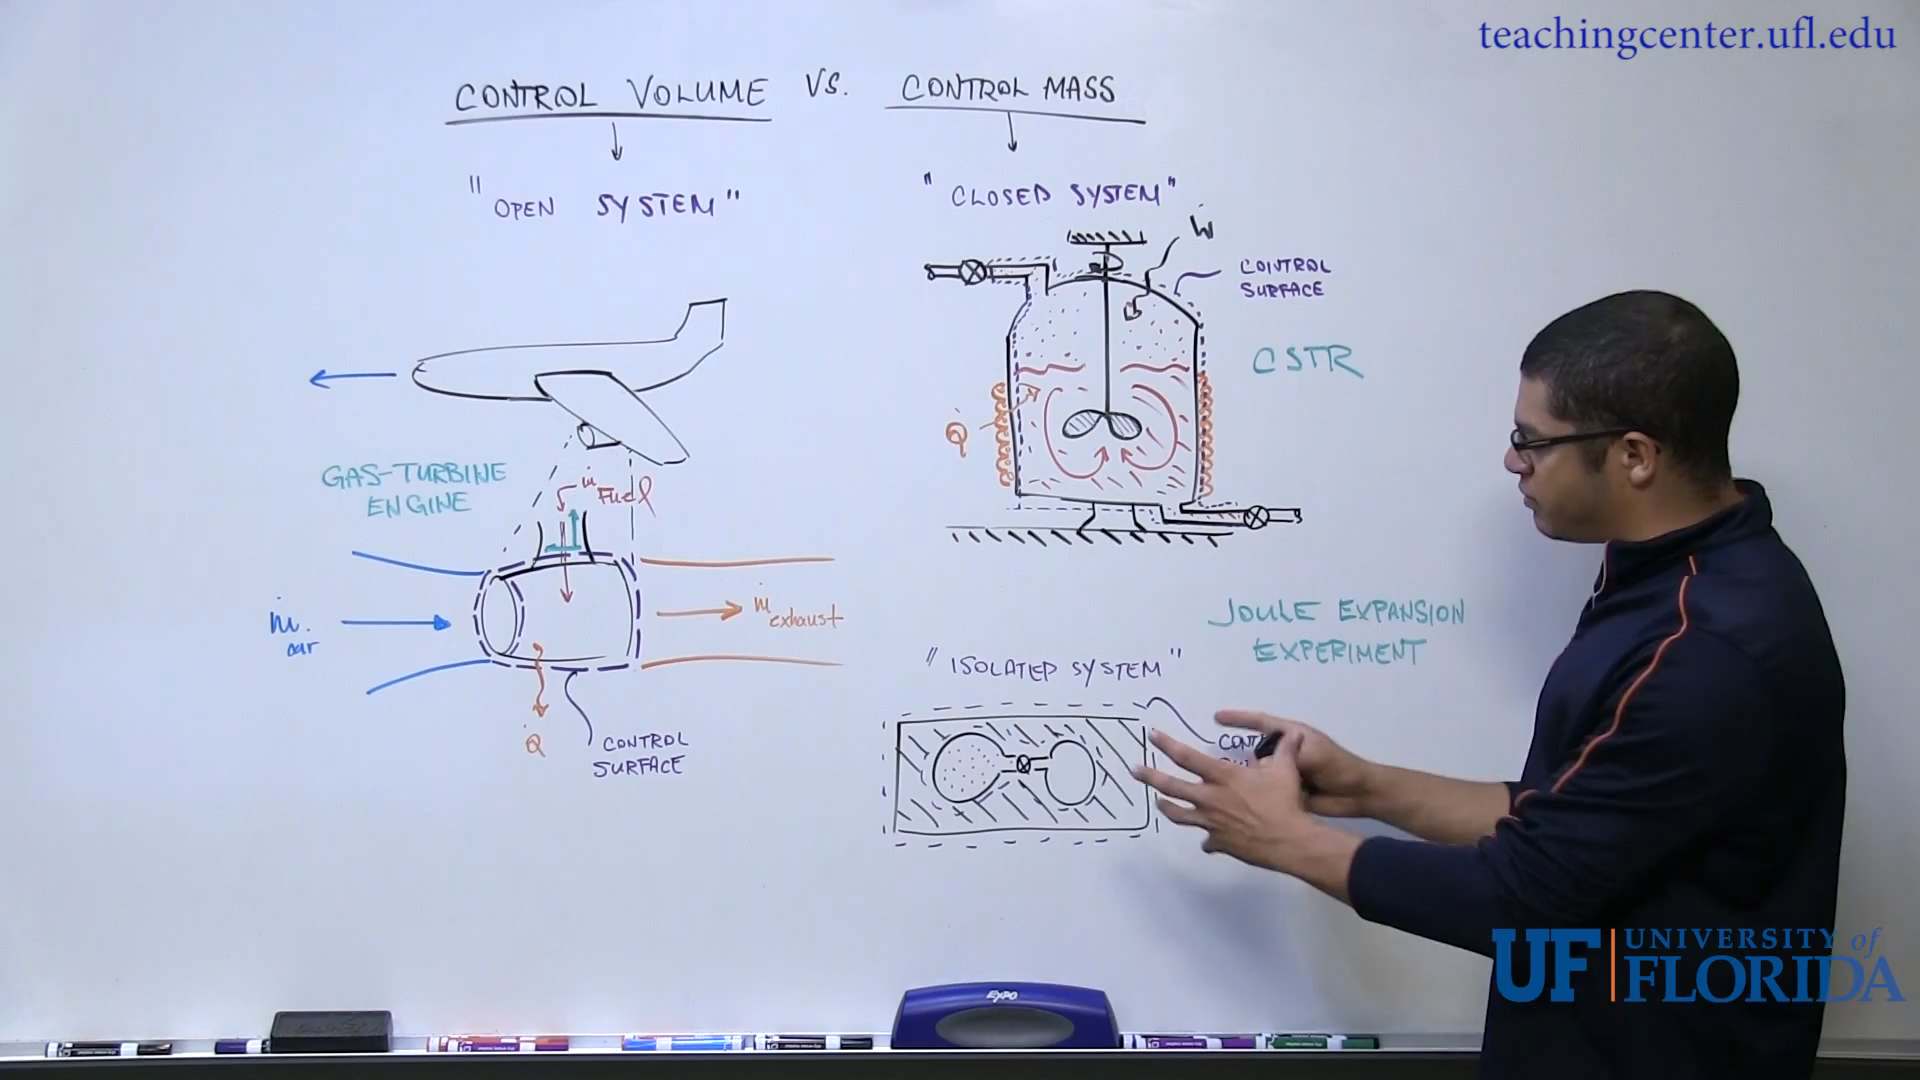 teachingcenter.ufl.edu
CONTROL VOLUME VS. CONTROL MASS
"OPEN SYSTEM"
"CLOSED SYSTEM"
Ẇ
CONTROL
SURFACE
CSTR
Q̇
GAS-TURBINE
ENGINE
ṁ Fuel
ṁ air
ṁ exhaust
Q̇
CONTROL
SURFACE
JOULE EXPANSION
EXPERIMENT
"ISOLATED SYSTEM"
EXPO
UF UNIVERSITY of
FLORIDA